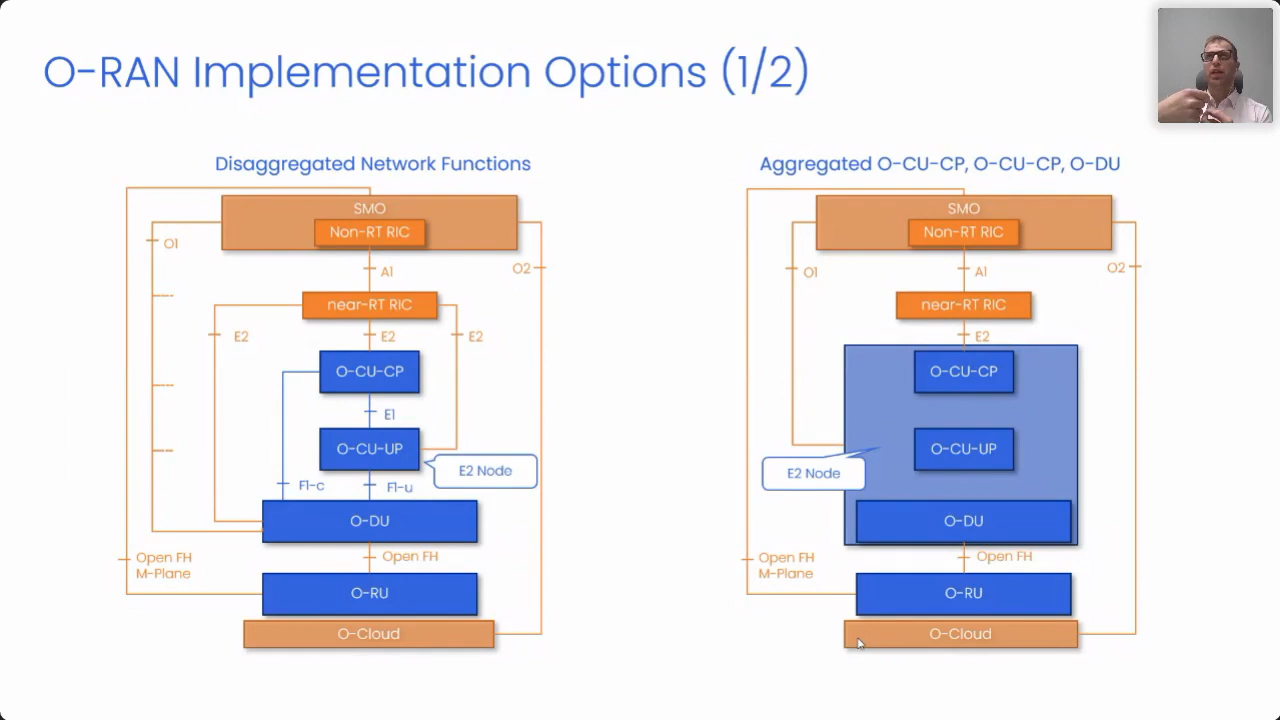 O-RAN Implementation Options (1/2)
Disaggregated Network Functions
SMO
Non-RT RIC
O1
A1
O2
near-RT RIC
E2
E2
E2
O-CU-CP
E1
O-CU-UP
E2 Node
F1-c
F1-u
O-DU
Open FH
Open FH
M-Plane
O-RU
O-Cloud
Aggregated O-CU-CP, O-CU-CP, O-DU
SMO
Non-RT RIC
O1
A1
O2
near-RT RIC
E2
O-CU-CP
O-CU-UP
E2 Node
O-DU
Open FH
Open FH
M-Plane
O-RU
O-Cloud